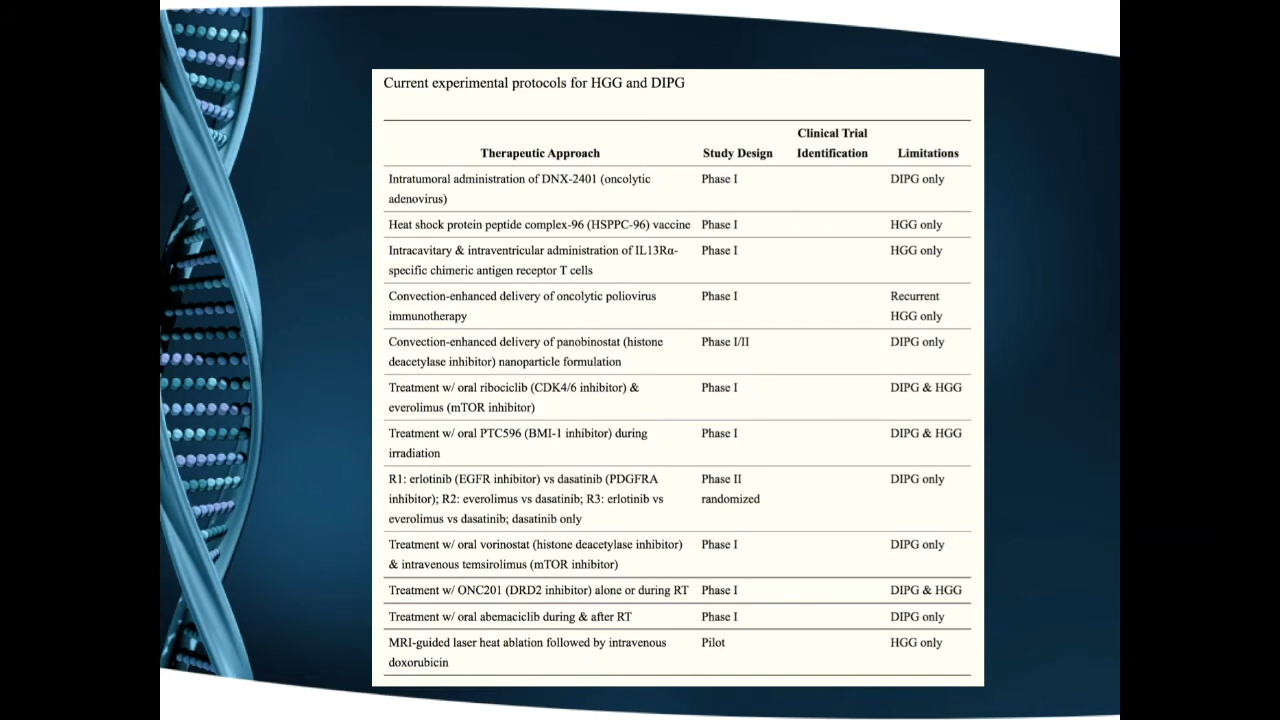 Current experimental protocols for HGG and DIPG
Clinical Trial
Therapeutic Approach Study Design Identification Limitations
Intratumoral administration of DNX-2401 (oncolytic Phase I DIPG only
adenovirus)
Heat shock protein peptide complex-96 (HSPPC-96) vaccine Phase I HGG only
Intracavitary & intraventricular administration of IL13Rα- Phase I HGG only
specific chimeric antigen receptor T cells
Convection-enhanced delivery of oncolytic poliovirus Phase I Recurrent
immunotherapy HGG only
Convection-enhanced delivery of panobinostat (histone Phase I/II DIPG only
deacetylase inhibitor) nanoparticle formulation
Treatment w/ oral ribociclib (CDK4/6 inhibitor) & Phase I DIPG & HGG
everolimus (mTOR inhibitor)
Treatment w/ oral PTC596 (BMI-1 inhibitor) during Phase I DIPG & HGG
irradiation
R1: erlotinib (EGFR inhibitor) vs dasatinib (PDGFRA Phase II DIPG only
inhibitor); R2: everolimus vs dasatinib; R3: erlotinib vs randomized
everolimus vs dasatinib; dasatinib only
Treatment w/ oral vorinostat (histone deacetylase inhibitor) Phase I DIPG only
& intravenous temsirolimus (mTOR inhibitor)
Treatment w/ ONC201 (DRD2 inhibitor) alone or during RT Phase I DIPG & HGG
Treatment w/ oral abemaciclib during & after RT Phase I DIPG only
MRI-guided laser heat ablation followed by intravenous Pilot HGG only
doxorubicin